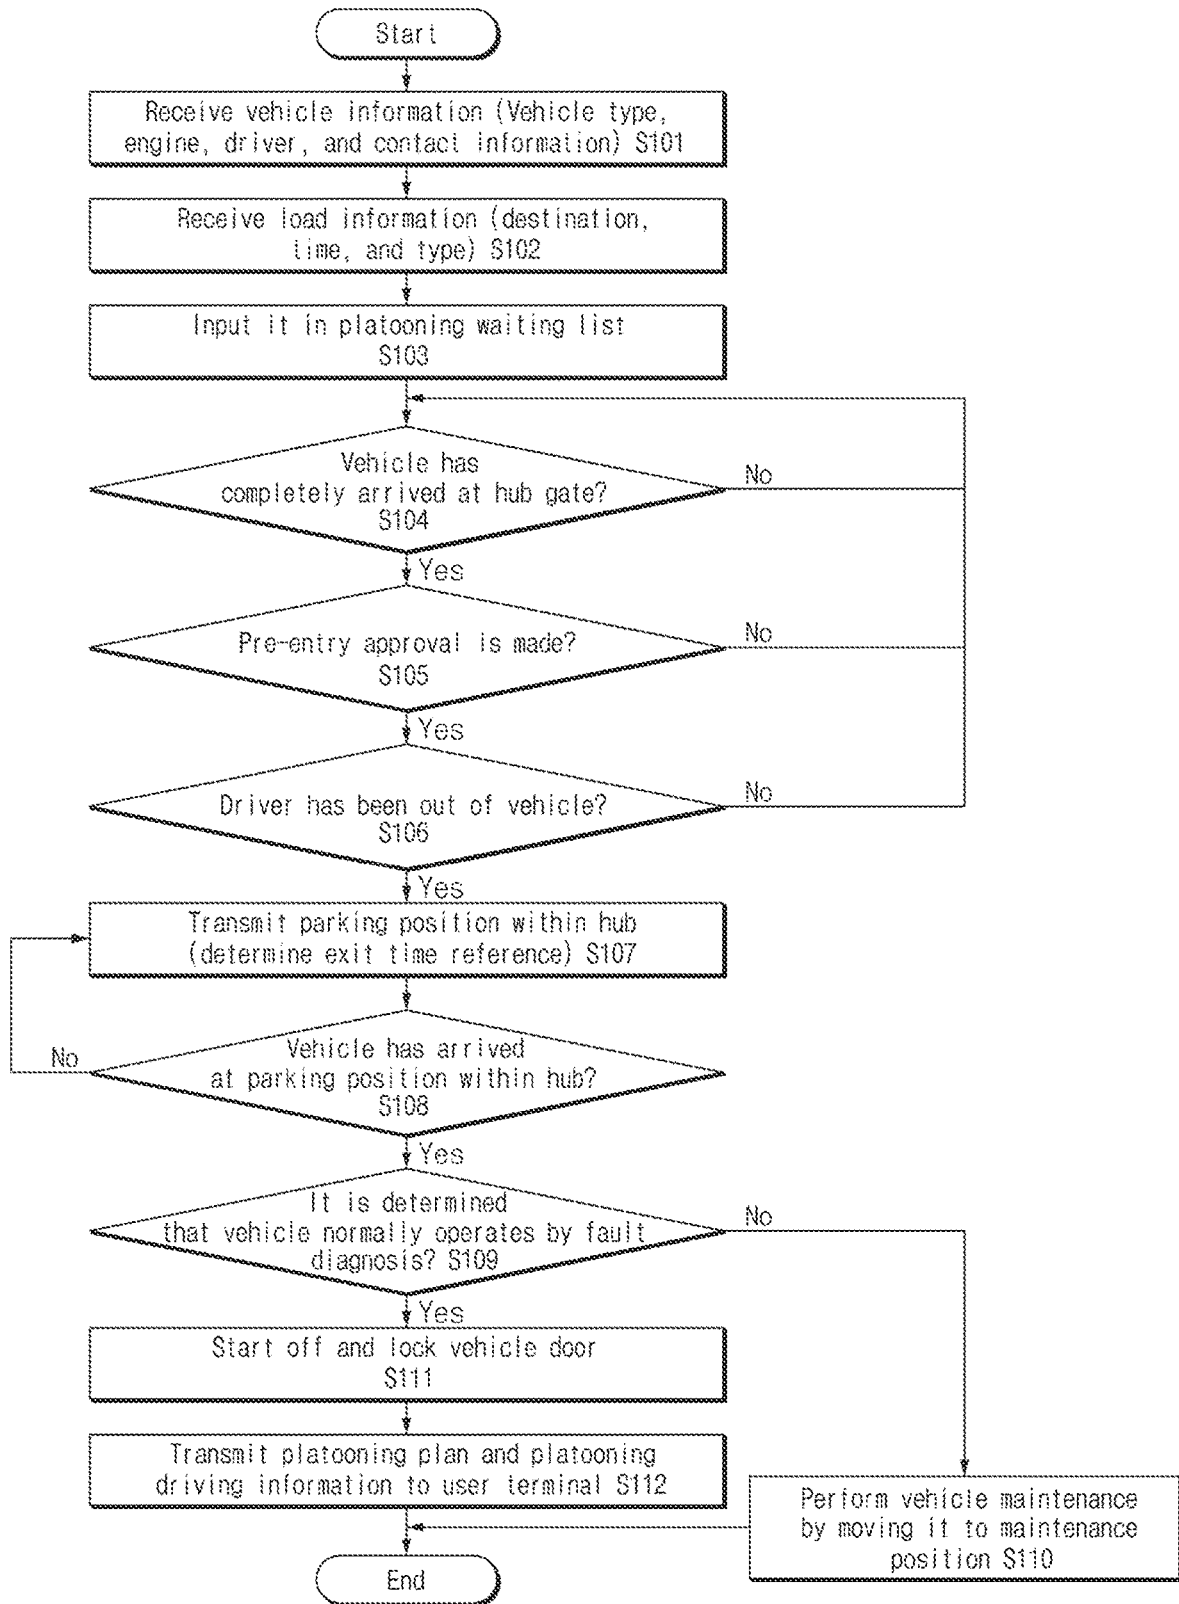 Start
Receive vehicle information (Vehicle type,
engine, driver, and contact information) S101
Receive load information (destination,
time, and type) S102
Input it in platooning waiting list
S103
Vehicle has
completely arrived at hub gate?
S104
No
Yes
Pre-entry approval is made?
S105
No
Yes
Driver has been out of vehicle?
S106
No
Yes
Transmit parking position within hub
(determine exit time reference) S107
Vehicle has arrived
at parking position within hub?
S108
No
Yes
It is determined
that vehicle normally operates by fault
diagnosis? S109
No
Yes
Start off and lock vehicle door
S111
Transmit platooning plan and platooning
driving information to user terminal S112
Perform vehicle maintenance
by moving it to maintenance
position S110
End